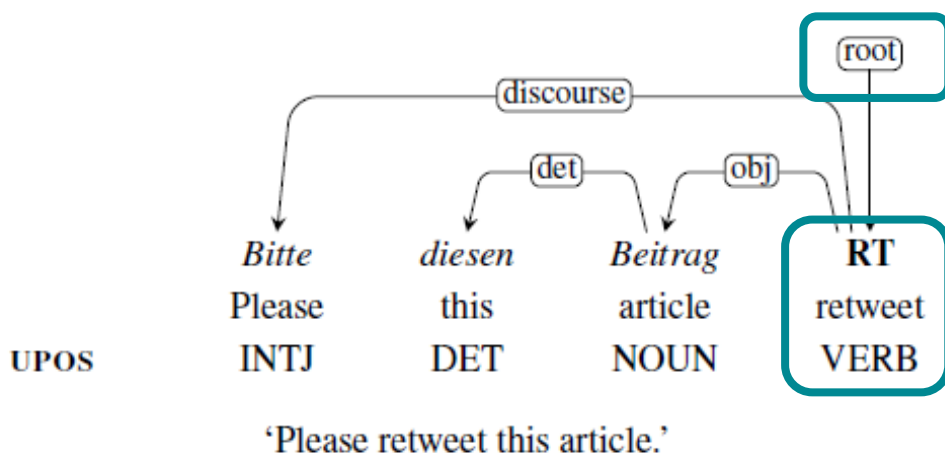 root
discourse
det obj
Bitte diesen Beitrag RT
Please this article retweet
UPOS INTJ DET NOUN VERB
‘Please retweet this article.’